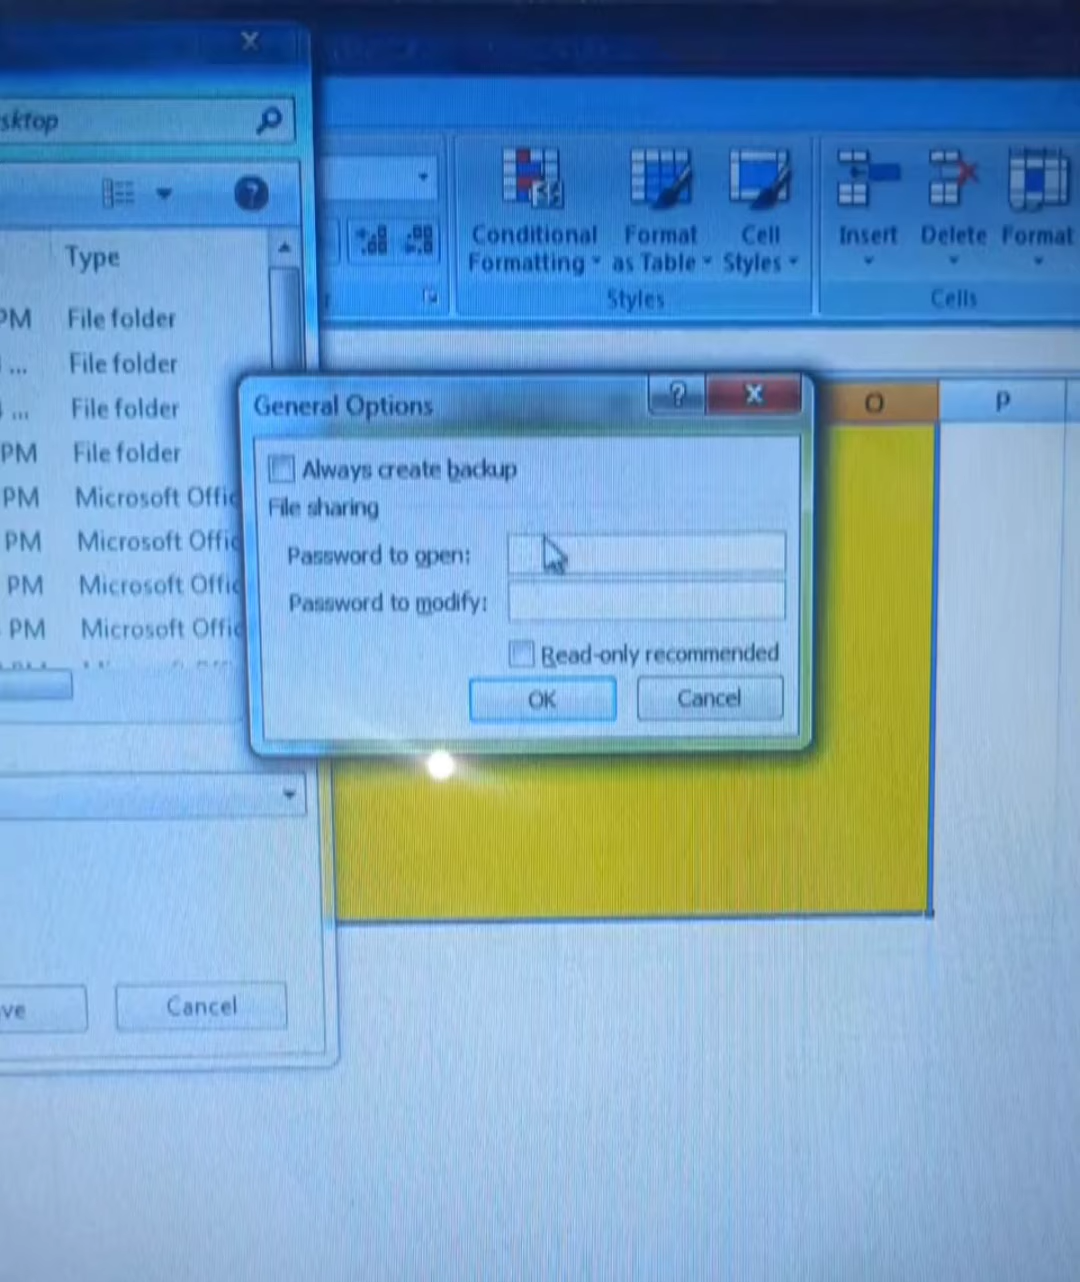 sktop
Type
PM File folder
... File folder
... File folder
PM File folder
PM Microsoft Offic
PM Microsoft Offic
PM Microsoft Offic
PM Microsoft Offic
ve
Cancel
Conditional Formatting
Format as Table
Cell Styles
Styles
Insert
Delete
Format
Cells
O
P
General Options
?
Always create backup
File sharing
Password to open:
Password to modify:
Read-only recommended
OK
Cancel